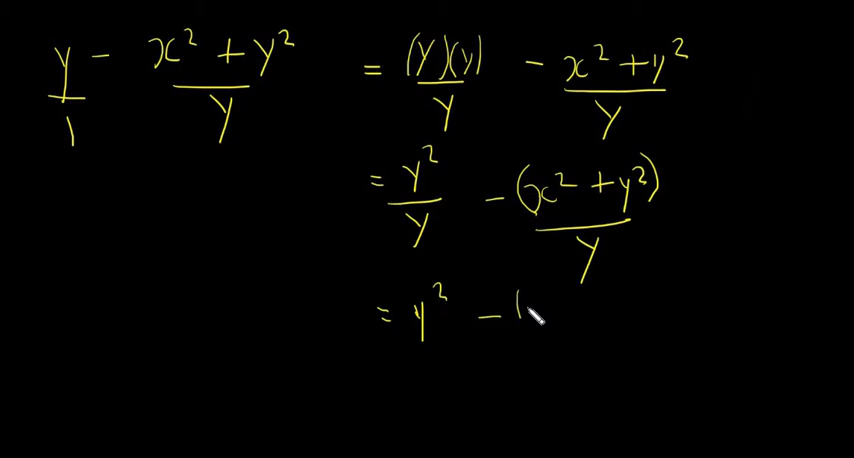 y/1 - (x² + y²)/y = (y)(y)/y - (x² + y²)/y
= y²/y - (x² + y²)/y
= y² - (